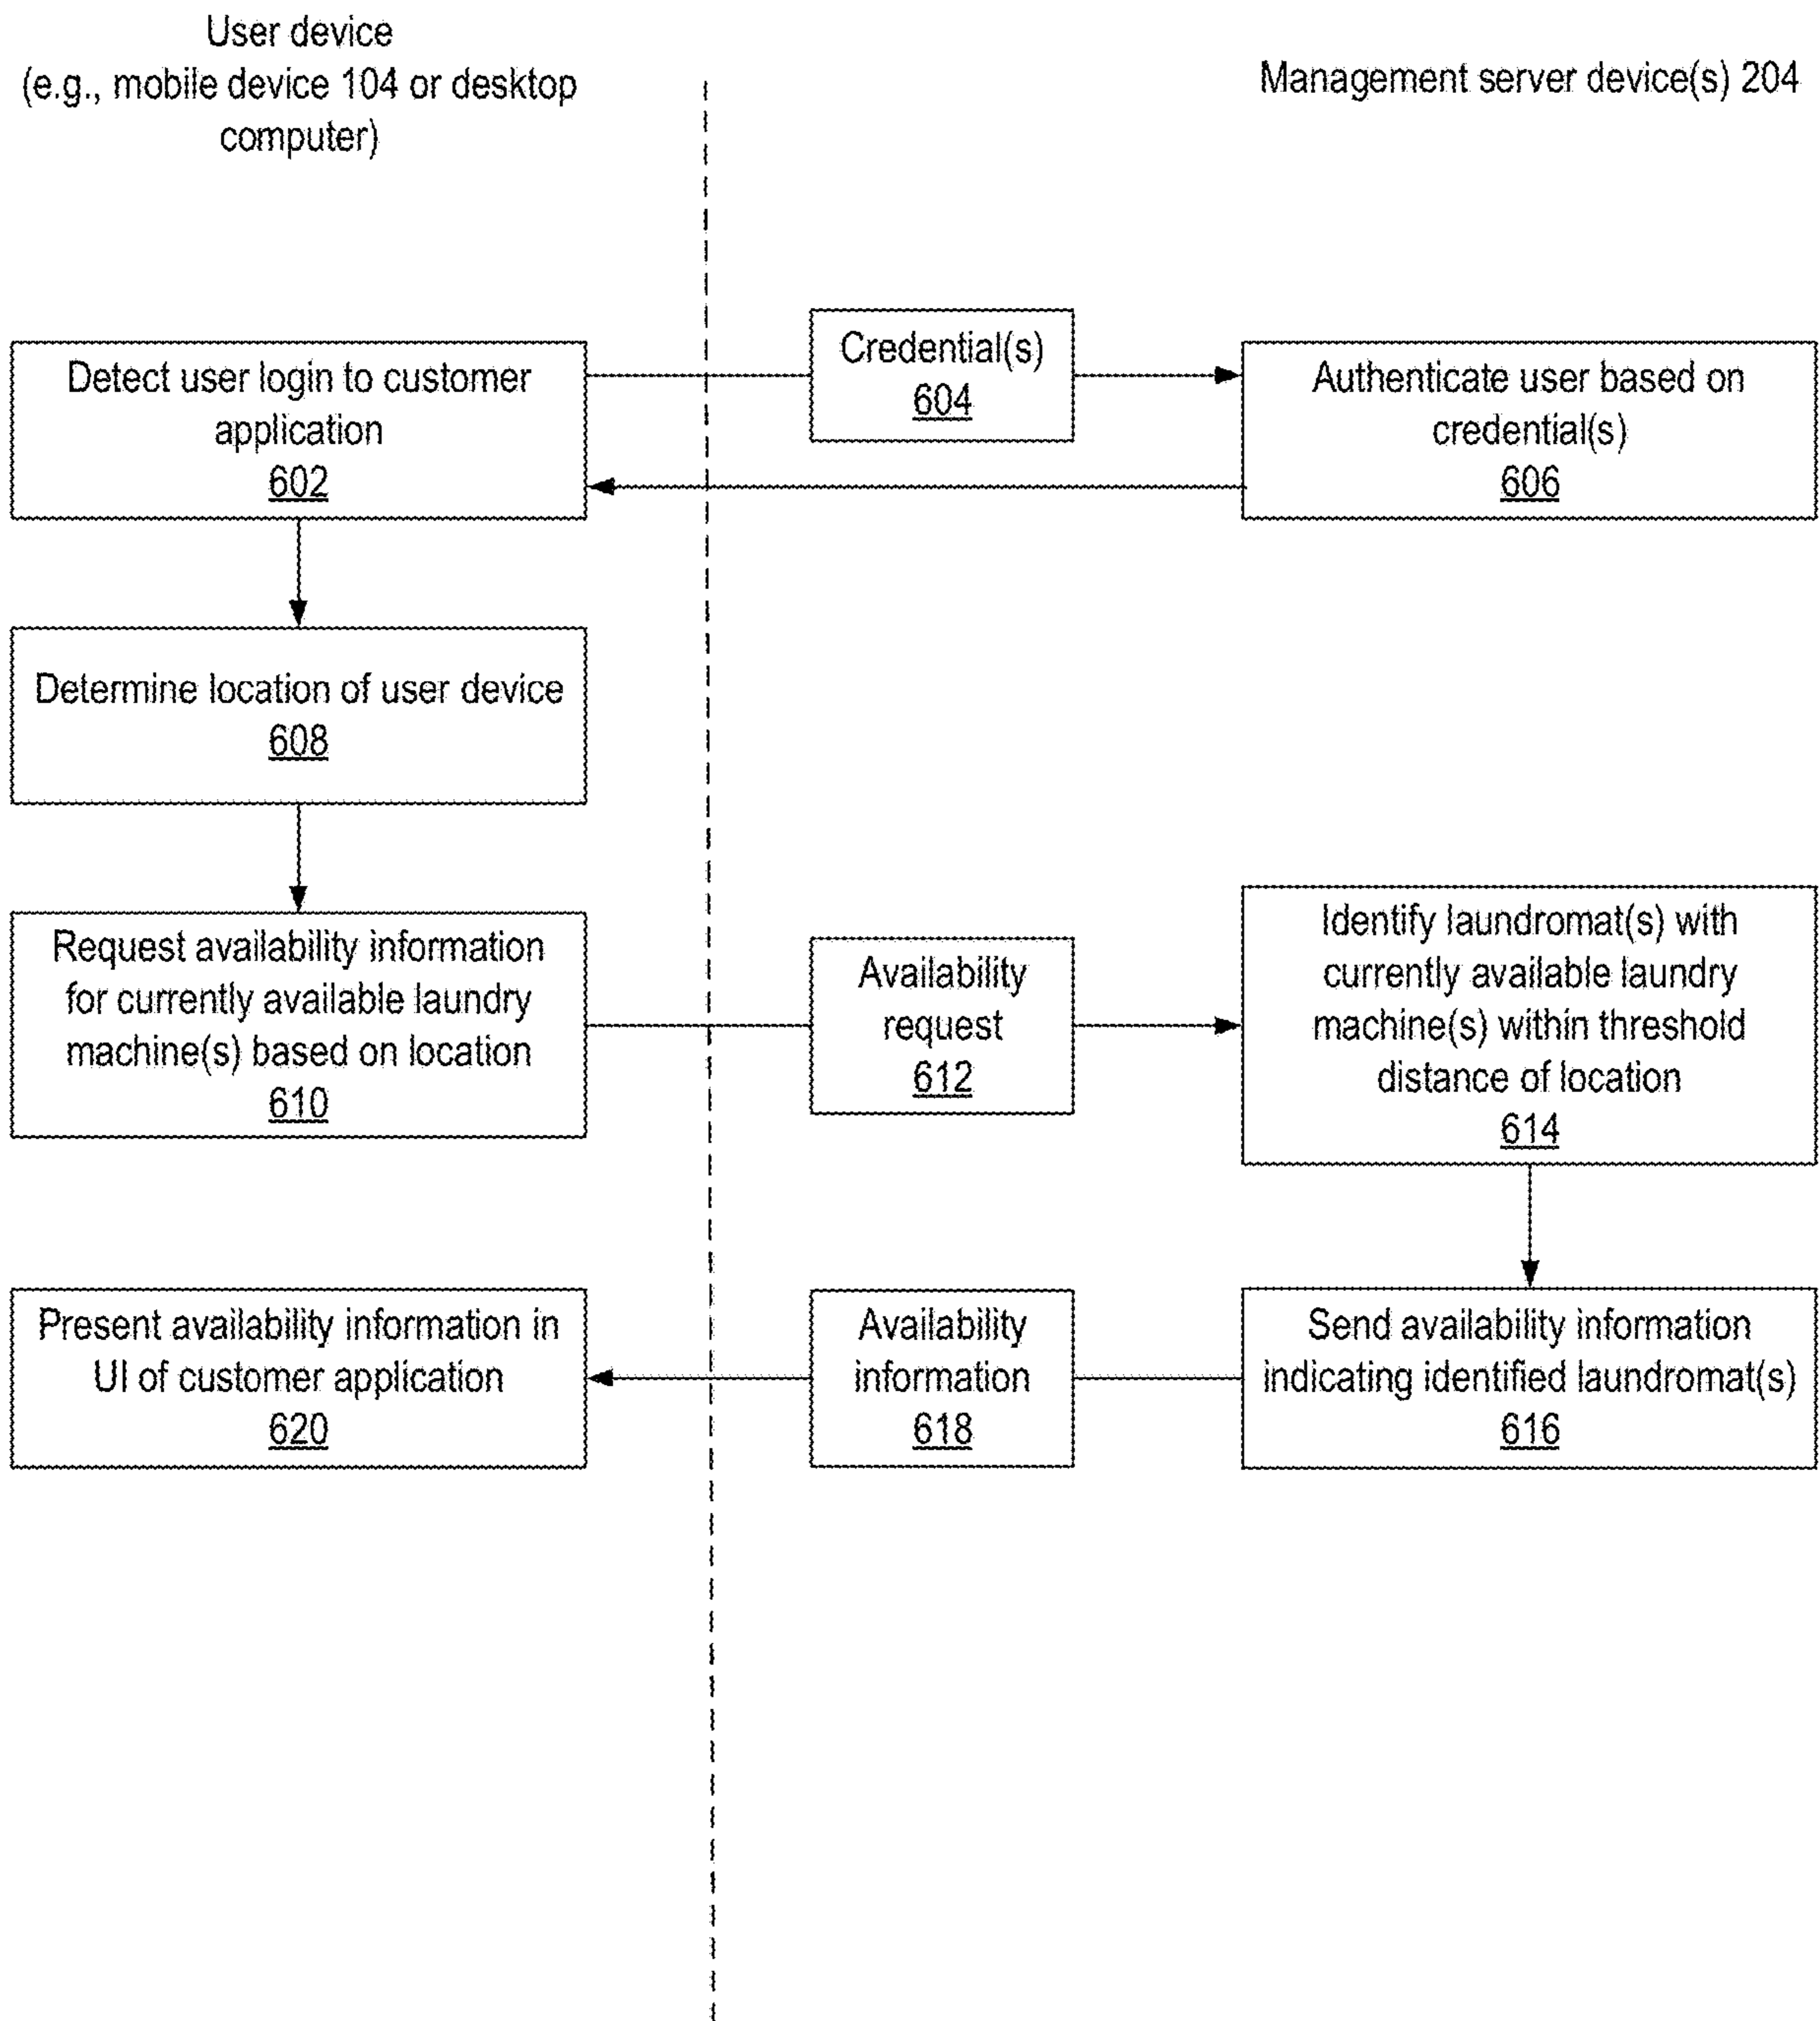 User device
(e.g., mobile device 104 or desktop
computer)
Management server device(s) 204
Detect user login to customer
application
602
Credential(s)
604
Authenticate user based on
credential(s)
606
Determine location of user device
608
Request availability information
for currently available laundry
machine(s) based on location
610
Availability
request
612
Identify laundromat(s) with
currently available laundry
machine(s) within threshold
distance of location
614
Present availability information in
UI of customer application
620
Availability
information
618
Send availability information
indicating identified laundromat(s)
616